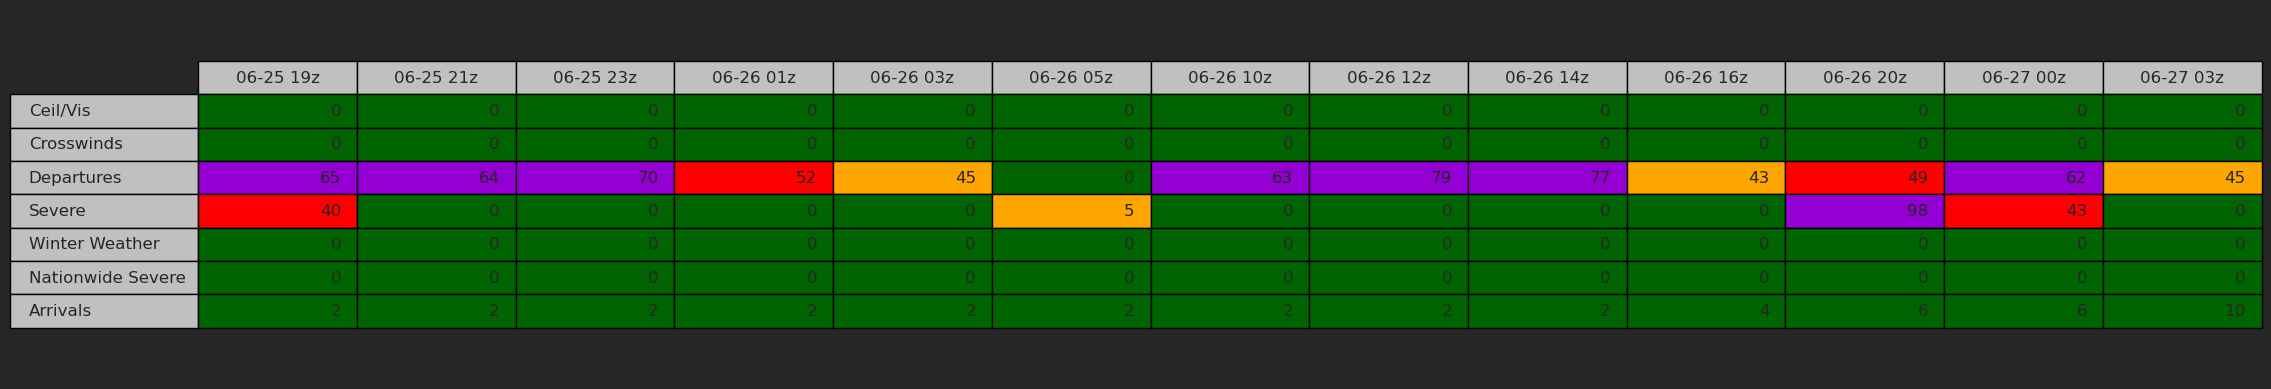 06-25 19z 06-25 21z 06-25 23z 06-26 01z 06-26 03z 06-26 05z 06-26 10z 06-26 12z 06-26 14z 06-26 16z 06-26 20z 06-27 00z 06-27 03z
Ceil/Vis 0 0 0 0 0 0 0 0 0 0 0 0 0
Crosswinds 0 0 0 0 0 0 0 0 0 0 0 0 0
Departures 65 64 70 52 45 0 63 79 77 43 49 62 45
Severe 40 0 0 0 0 5 0 0 0 0 98 43 0
Winter Weather 0 0 0 0 0 0 0 0 0 0 0 0 0
Nationwide Severe 0 0 0 0 0 0 0 0 0 0 0 0 0
Arrivals 2 2 2 2 2 2 2 2 2 4 6 6 10